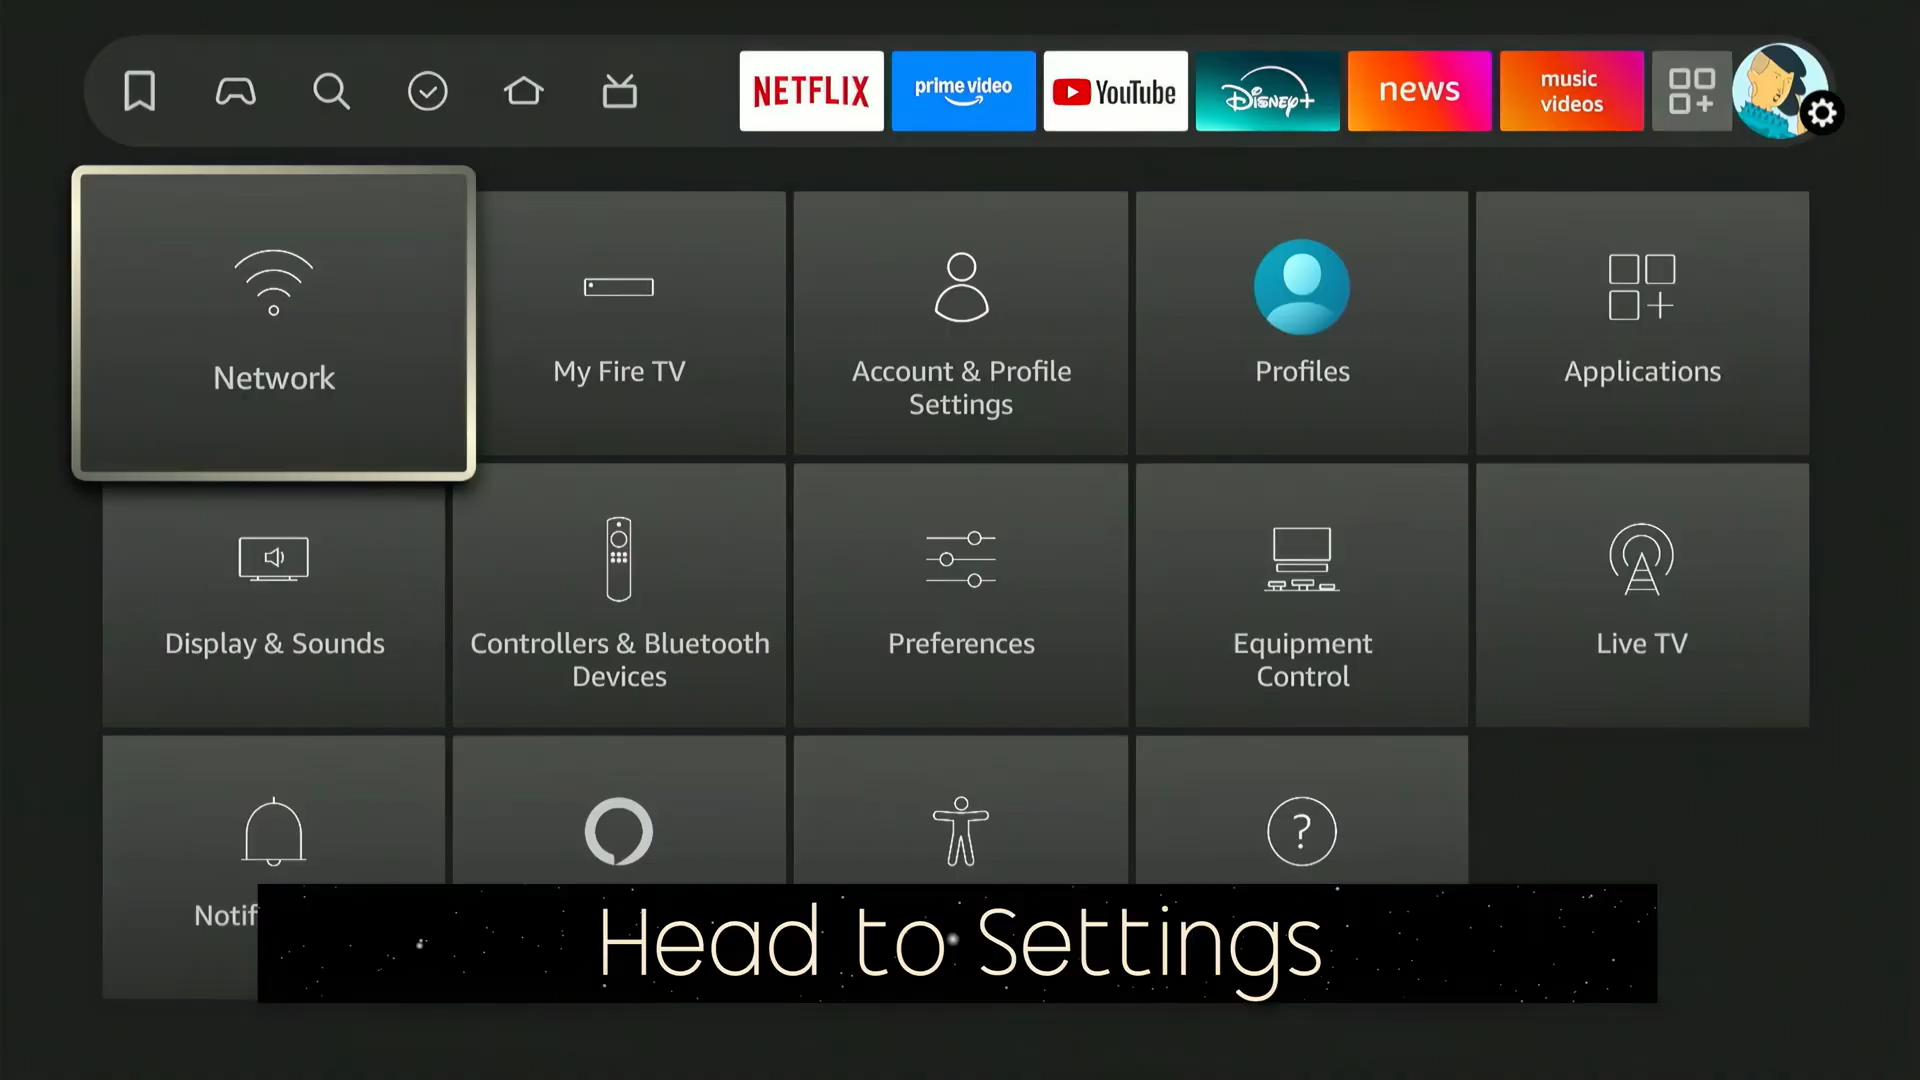 NETFLIX
prime video
YouTube
Disney+
news
music
videos
Network
My Fire TV
Account & Profile
Settings
Profiles
Applications
Display & Sounds
Controllers & Bluetooth
Devices
Preferences
Equipment
Control
Live TV
?
Notif
Head to Settings